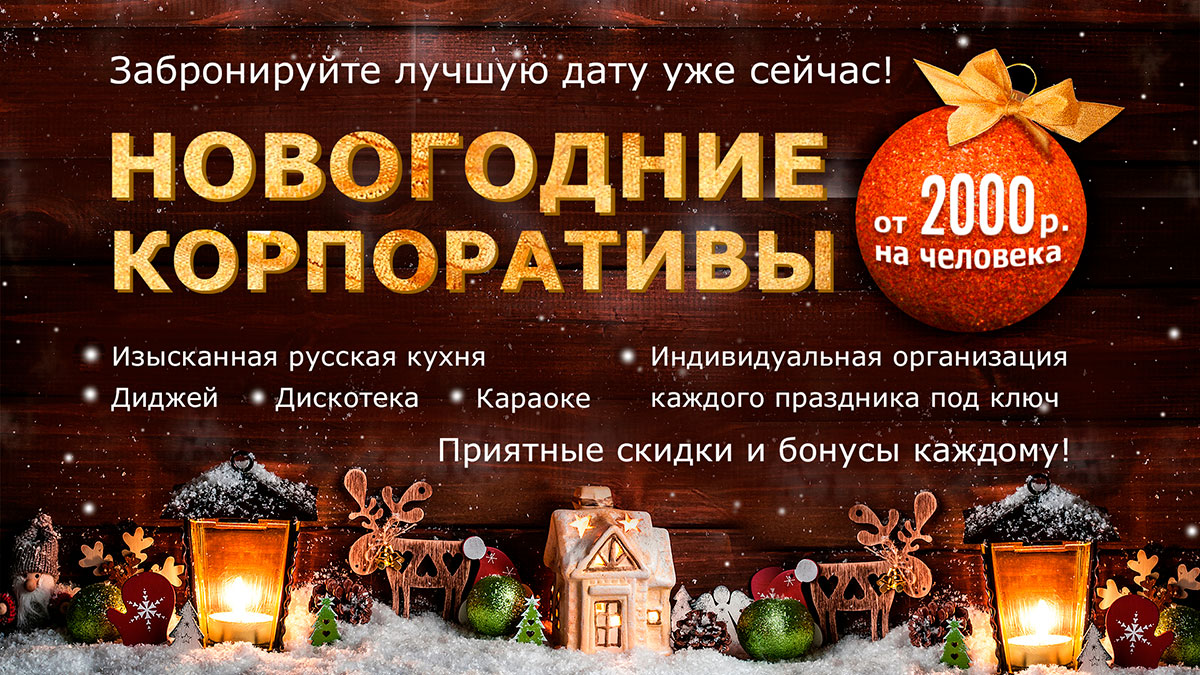 Забронируйте лучшую дату уже сейчас!
НОВОГОДНИЕ
КОРПОРАТИВЫ
от 2000 р.
на человека
Изысканная русская кухня
Диджей
Дискотека
Караоке
Индивидуальная организация
каждого праздника под ключ
Приятные скидки и бонусы каждому!